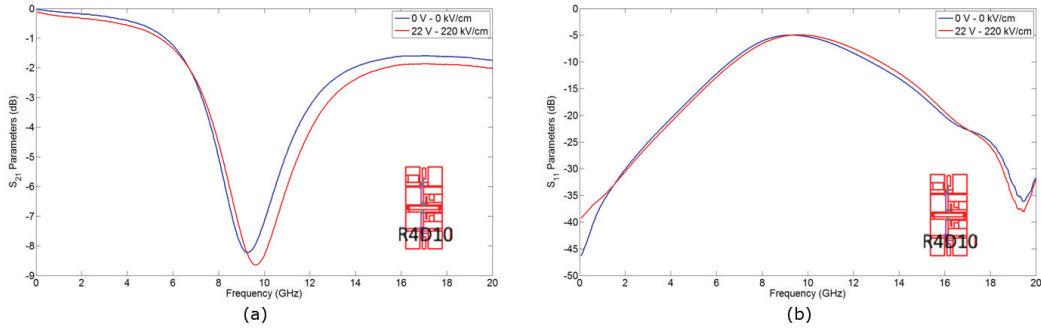 0 V - 0 kV/cm
22 V - 220 kV/cm
S21 Parameters (dB)
0
-1
-2
-3
-4
-5
-6
-7
-8
-9
R4D10
0 2 4 6 8 10 12 14 16 18 20
Frequency (GHz)
(a)
0 V - 0 kV/cm
22 V - 220 kV/cm
S11 Parameters (dB)
0
-5
-10
-15
-20
-25
-30
-35
-40
-45
-50
R4D10
0 2 4 6 8 10 12 14 16 18 20
Frequency (GHz)
(b)